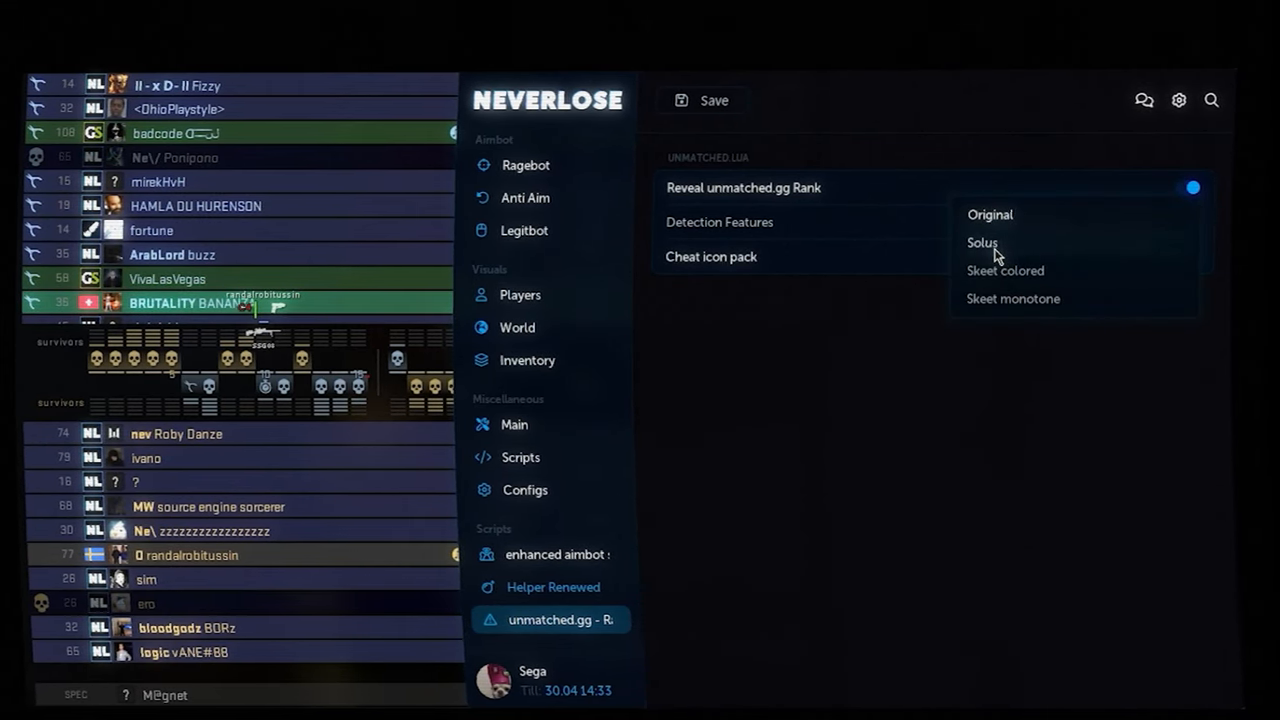 14 NL II - x D- II Fizzy
32 NL <OhioPlaystyle>
108 GS badcode
65 NL Ne\/ Ponipono
15 NL ? mirekHvH
19 NL HAMLA DU HURENSON
14 fortune
35 NL ArabLord buzz
58 GS VivaLasVegas
BRUTALITY
randalrobitussin
survivors
5 10 15
survivors
74 NL nev Roby Danze
79 NL ivano
16 NL ? ?
68 NL MW source engine sorcerer
30 NL Ne\ zzzzzzzzzzzzzzzzz
77 randalrobitussin
26 NL sim
26 NL ero
32 NL bloodgodz BORz
65 NL logic vANE#88
SPEC ? M@gnet
NEVERLOSE
Aimbot
Ragebot
Anti Aim
Legitbot
Visuals
Players
World
Inventory
Miscellaneous
Main
Scripts
Configs
Scripts
enhanced aimbot
Helper Renewed
unmatched.gg -
Sega
Till: 30.04 14:33
Save
UNMATCHED.LUA
Reveal unmatched.gg Rank
Detection Features
Cheat icon pack
Original
Solus
Skeet colored
Skeet monotone